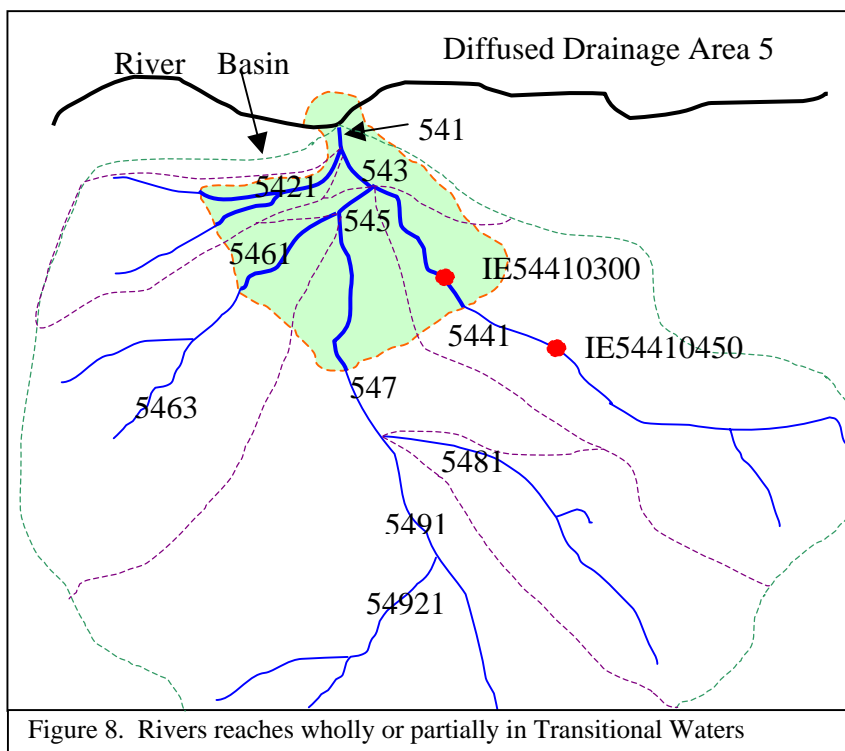 Diffused Drainage Area 5
River Basin
541
543
5421
545
5461
IE54410300
5441
IE54410450
547
5463
5481
5491
54921
Figure 8. Rivers reaches wholly or partially in Transitional Waters